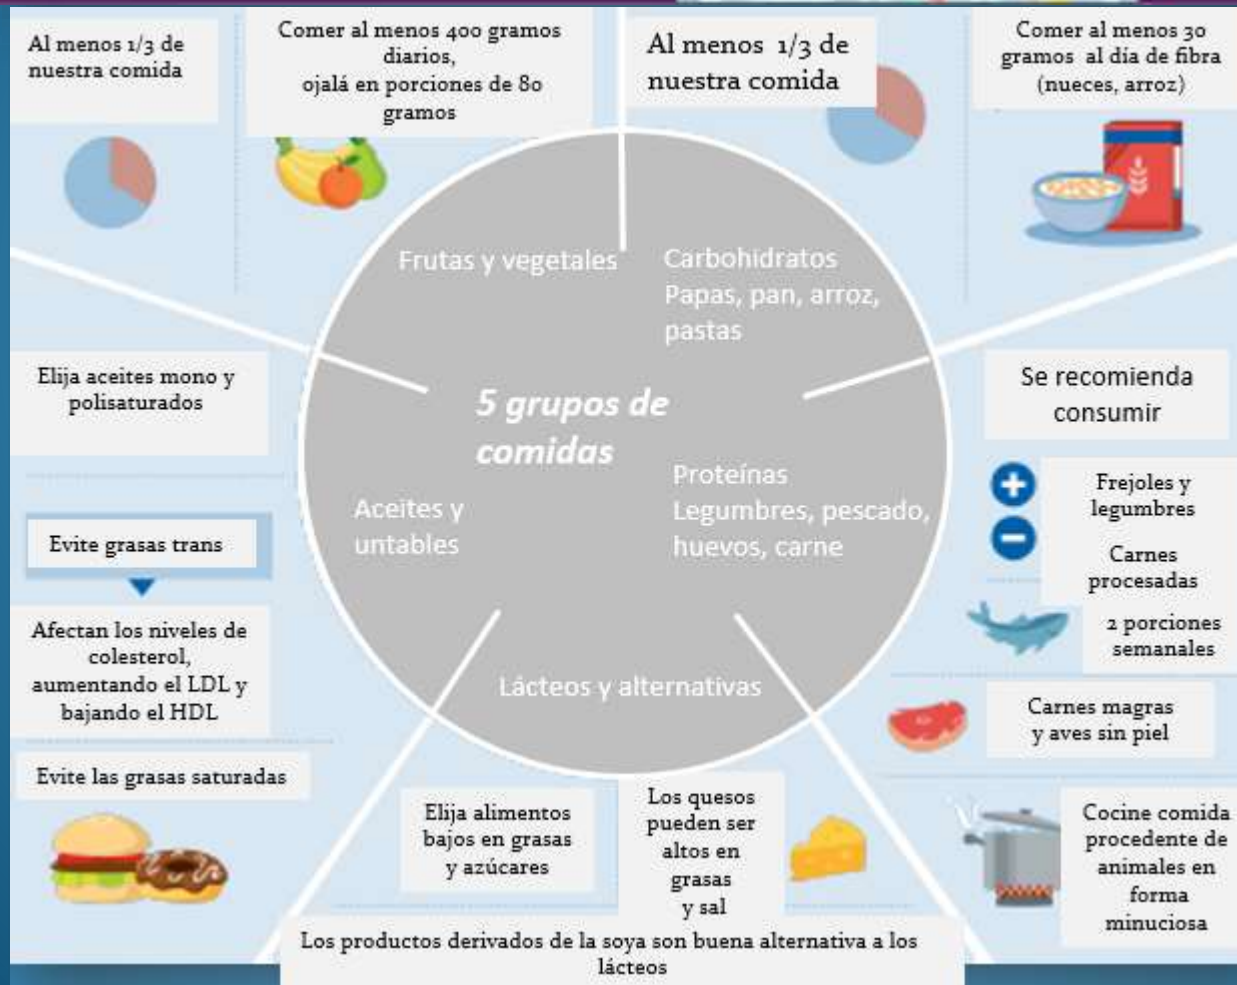 Al menos 1/3 de
nuestra comida
Comer al menos 400 gramos
diarios,
ojalá en porciones de 80
gramos
Al menos 1/3 de
nuestra comida
Comer al menos 30
gramos al día de fibra
(nueces, arroz)
Frutas y vegetales
Carbohidratos
Papas, pan, arroz,
pastas
5 grupos de
comidas
Proteínas
Legumbres, pescado,
huevos, carne
Aceites y
untables
Lácteos y alternativas
Elija aceites mono y
polisaturados
Evite grasas trans
Afectan los niveles de
colesterol,
aumentando el LDL y
bajando el HDL
Evite las grasas saturadas
Se recomienda
consumir
Frejoles y
legumbres
Carnes
procesadas
2 porciones
semanales
Carnes magras
y aves sin piel
Cocine comida
procedente de
animales en
forma
minuciosa
Elija alimentos
bajos en grasas
y azúcares
Los quesos
pueden ser
altos en
grasas
y sal
Los productos derivados de la soya son buena alternativa a los
lácteos